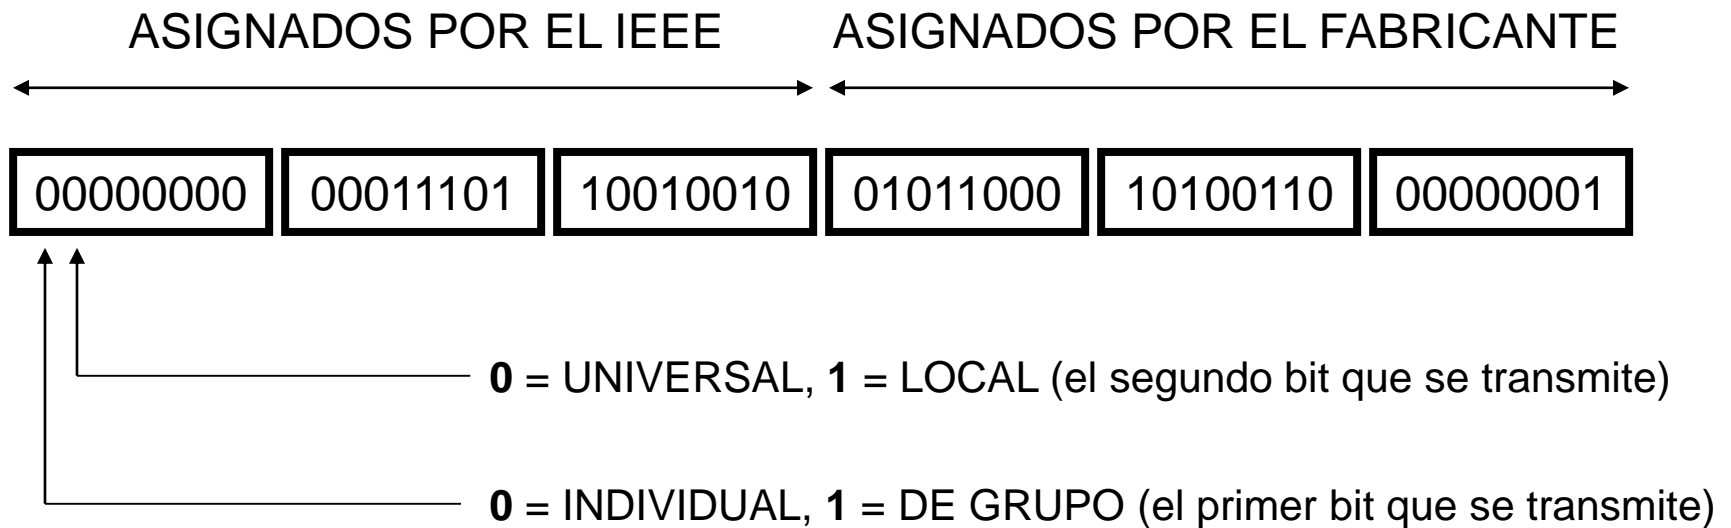 ASIGNADOS POR EL IEEE ASIGNADOS POR EL FABRICANTE
00000000 00011101 10010010 01011000 10100110 00000001
0 = UNIVERSAL, 1 = LOCAL (el segundo bit que se transmite)
0 = INDIVIDUAL, 1 = DE GRUPO (el primer bit que se transmite)